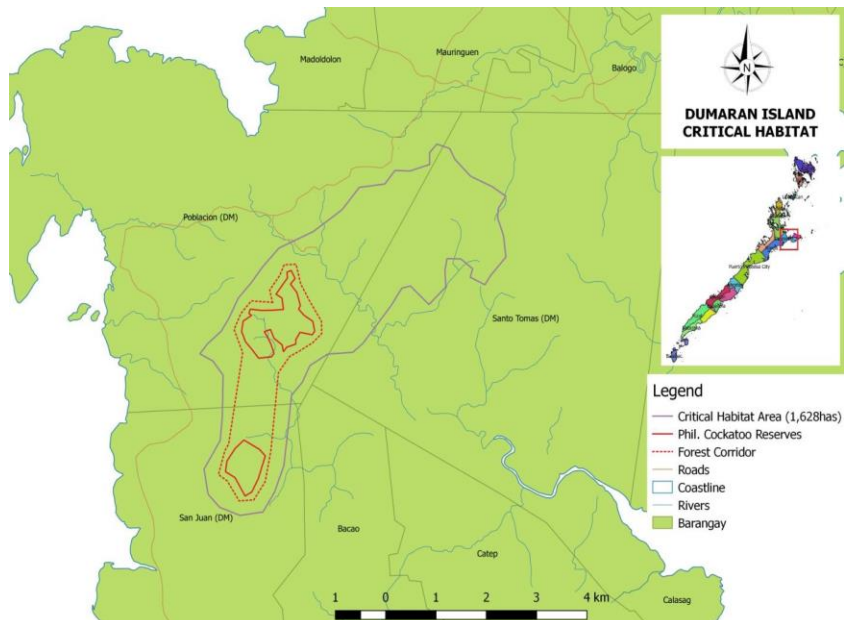 Madoldolon
Mauringuen
Balogo
Poblacion (DM)
Santo Tomas (DM)
San Juan (DM)
Bacao
Catep
Calasag
N
DUMARAN ISLAND
CRITICAL HABITAT
Legend
Critical Habitat Area (1,628has)
Phil. Cockatoo Reserves
Forest Corridor
Roads
Coastline
Rivers
Barangay
1 0 1 2 3 4 km